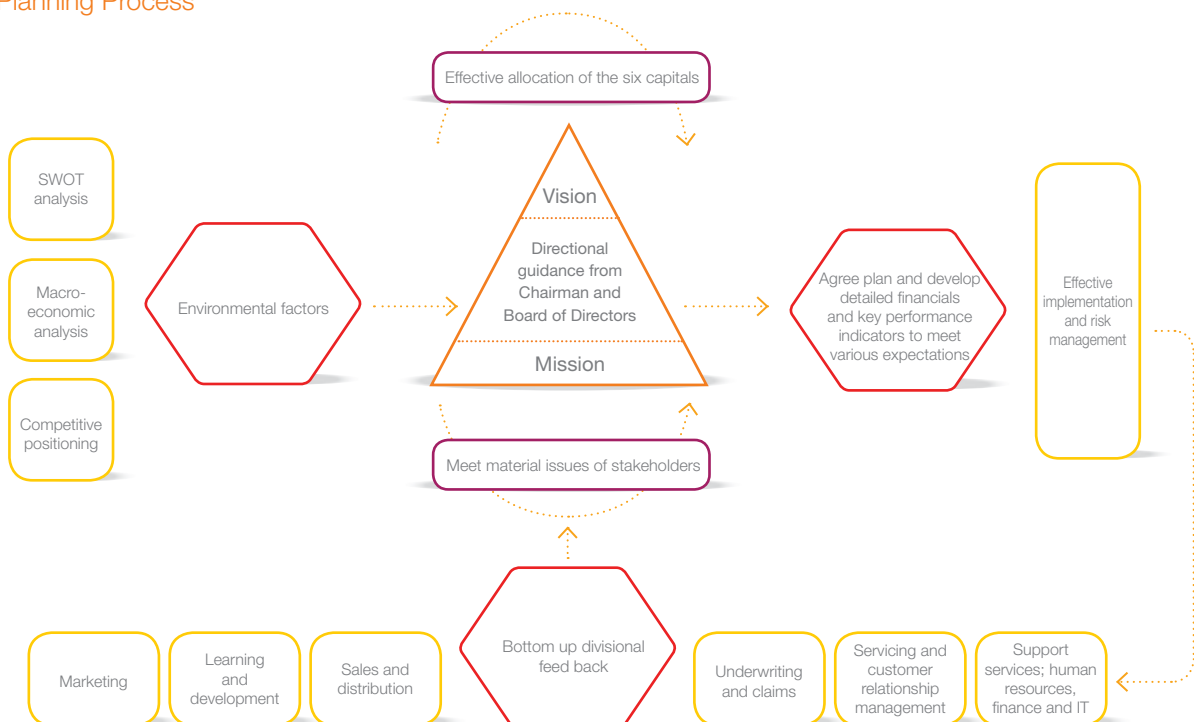 Planning Process
Effective allocation of the six capitals
SWOT
analysis
Macro-
economic
analysis
Competitive
positioning
Environmental factors
Vision
Directional
guidance from
Chairman and
Board of Directors
Mission
Meet material issues of stakeholders
Agree plan and develop
detailed financials
and key performance
indicators to meet
various expectations
Effective
implementation
and risk
management
Marketing
Learning
and
development
Sales and
distribution
Bottom up divisional
feed back
Underwriting
and claims
Servicing and
customer
relationship
management
Support
services; human
resources,
finance and IT